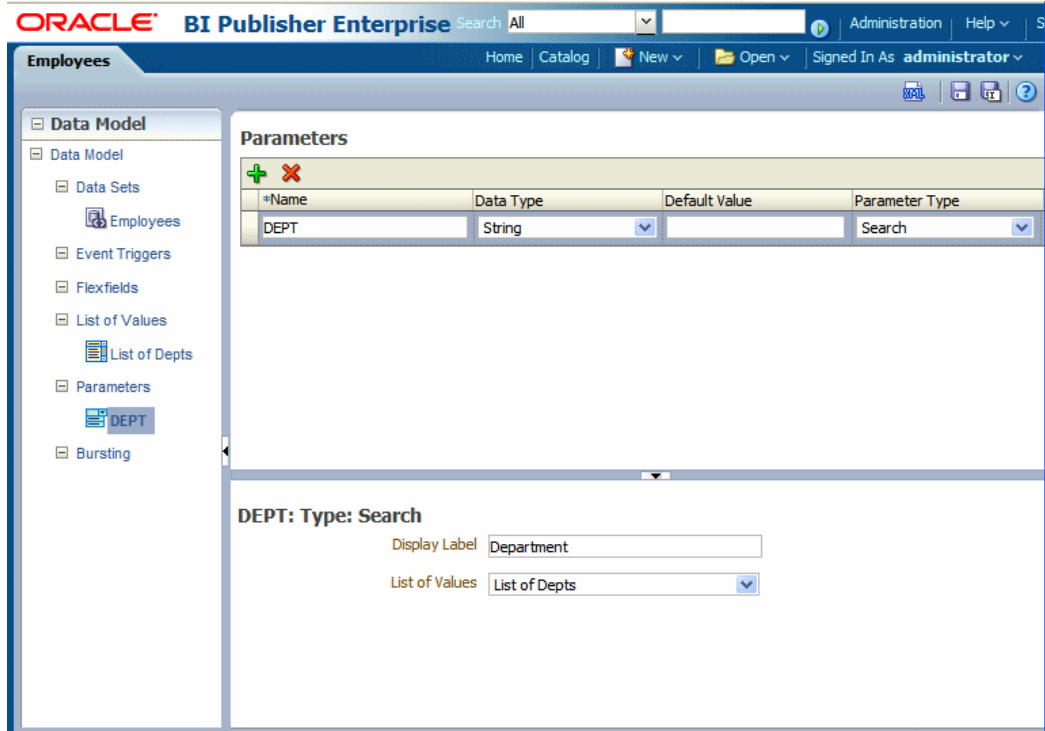 ORACLE BI Publisher Enterprise Search All Administration Help S
Employees Home Catalog New Open Signed In As administrator
XML
Data Model
Data Model
Data Sets
Employees
Event Triggers
Flexfields
List of Values
List of Depts
Parameters
DEPT
Bursting
Parameters
*Name Data Type Default Value Parameter Type
DEPT String Search
DEPT: Type: Search
Display Label Department
List of Values List of Depts